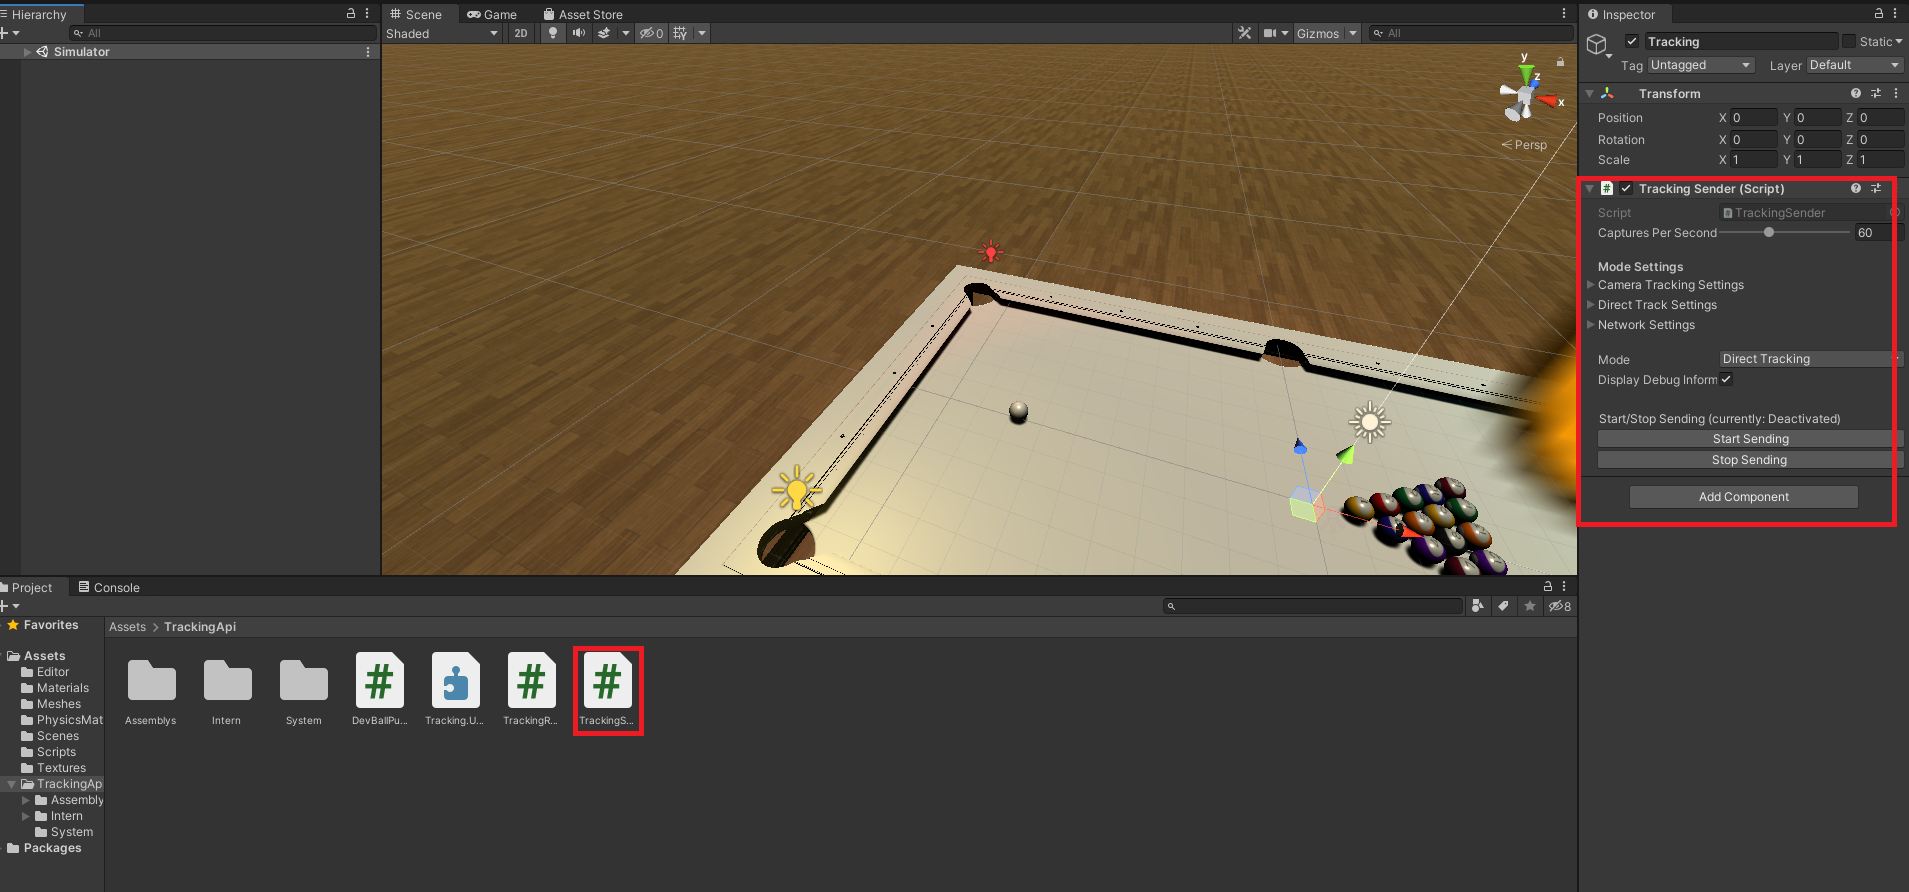 Hierarchy
All
Simulator
Scene
Game
Asset Store
Shaded
2D
0
Gizmos
All
y
z
x
Persp
Inspector
Tracking
Static
Tag Untagged
Layer Default
Transform
Position X 0 Y 0 Z 0
Rotation X 0 Y 0 Z 0
Scale X 1 Y 1 Z 1
# Tracking Sender (Script)
Script TrackingSender
Captures Per Second 60
Mode Settings
Camera Tracking Settings
Direct Track Settings
Network Settings
Mode Direct Tracking
Display Debug Inform
Start/Stop Sending (currently: Deactivated)
Start Sending
Stop Sending
Add Component
Project
Console
8
Favorites
Assets
Editor
Materials
Meshes
PhysicsMat
Scenes
Scripts
Textures
TrackingAp
Assembly
Intern
System
Packages
Assets > TrackingApi
# # #
Assemblys
Intern
System
DevBallPu...
Tracking.U...
TrackingR...
TrackingS...